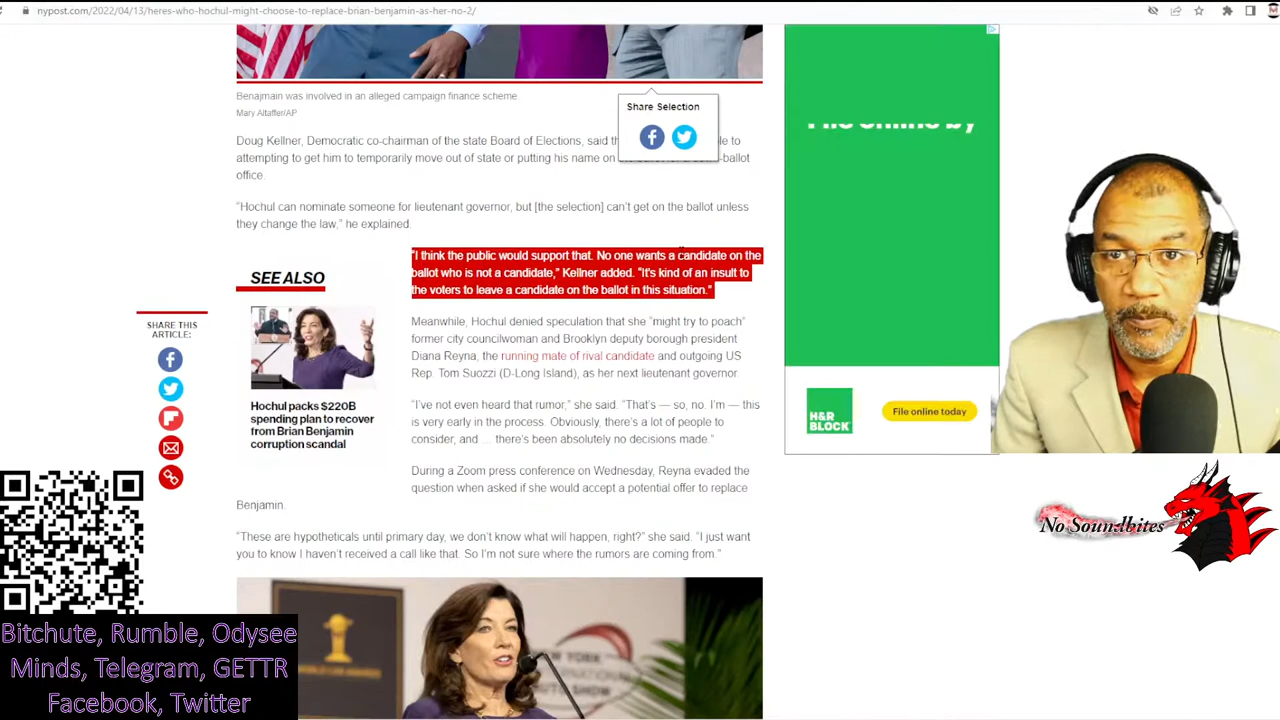 nypost.com/2022/04/13/heres-who-hochul-might-choose-to-replace-brian-benjamin-as-her-no-2/
Benajmain was involved in an alleged campaign finance scheme.
Mary Altaffer/AP
Share Selection
Doug Kellner, Democratic co-chairman of the state Board of Elections, said to
attempting to get him to temporarily move out of state or putting his name on -ballot
office.
“Hochul can nominate someone for lieutenant governor, but [the selection] can’t get on the ballot unless
they change the law,” he explained.
“I think the public would support that. No one wants a candidate on the
ballot who is not a candidate,” Kellner added. “It’s kind of an insult to
the voters to leave a candidate on the ballot in this situation.”
SEE ALSO
Hochul packs $220B
spending plan to recover
from Brian Benjamin
corruption scandal
SHARE THIS
ARTICLE:
Meanwhile, Hochul denied speculation that she “might try to poach”
former city councilwoman and Brooklyn deputy borough president
Diana Reyna, the running mate of rival candidate and outgoing US
Rep. Tom Suozzi (D-Long Island), as her next lieutenant governor.
“I’ve not even heard that rumor,” she said. “That’s — so, no. I’m — this
is very early in the process. Obviously, there’s a lot of people to
consider, and … there’s been absolutely no decisions made.”
During a Zoom press conference on Wednesday, Reyna evaded the
question when asked if she would accept a potential offer to replace
Benjamin.
“These are hypotheticals until primary day, we don’t know what will happen, right?” she said. “I just want
you to know I haven’t received a call like that. So I’m not sure where the rumors are coming from.”
File online by
H&R
BLOCK
File online today
No Soundbites
Bitchute, Rumble, Odysee
Minds, Telegram, GETTR
Facebook, Twitter